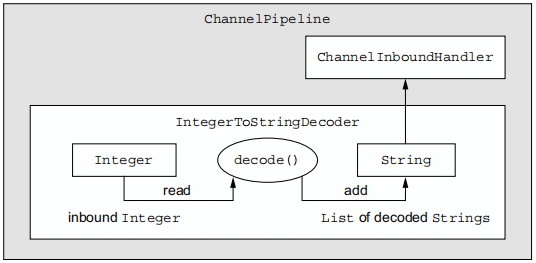 ChannelPipeline
ChannelInboundHandler
IntegerToStringDecoder
Integer
decode()
String
read
add
inbound Integer
List of decoded Strings